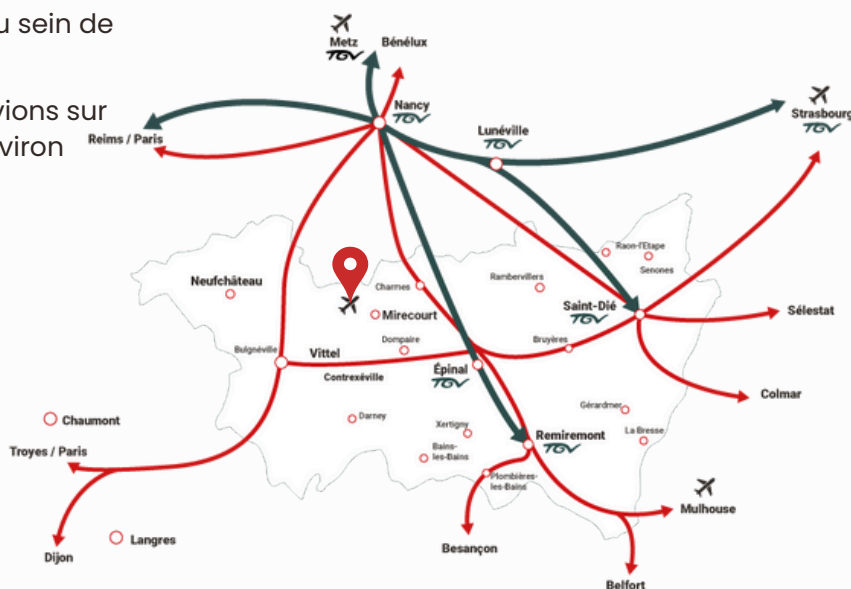 u sein de
vions sur
viron
Metz
TGV
Bénélux
Nancy
TGV
Reims / Paris
Lunéville
TGV
Strasbourg
TGV
Raon-l'Etape
Senones
Neufchâteau
Charmes
Rambervillers
Mirecourt
Saint-Dié
TGV
Sélestat
Dompaire
Bruyères
Bulgnéville
Vittel
Contrexéville
Épinal
TGV
Colmar
Gérardmer
La Bresse
Darney
Xertigny
Remiremont
TGV
Bains-
les-Bains
Plombières-
les-Bains
Chaumont
Troyes / Paris
Mulhouse
Langres
Dijon
Besançon
Belfort